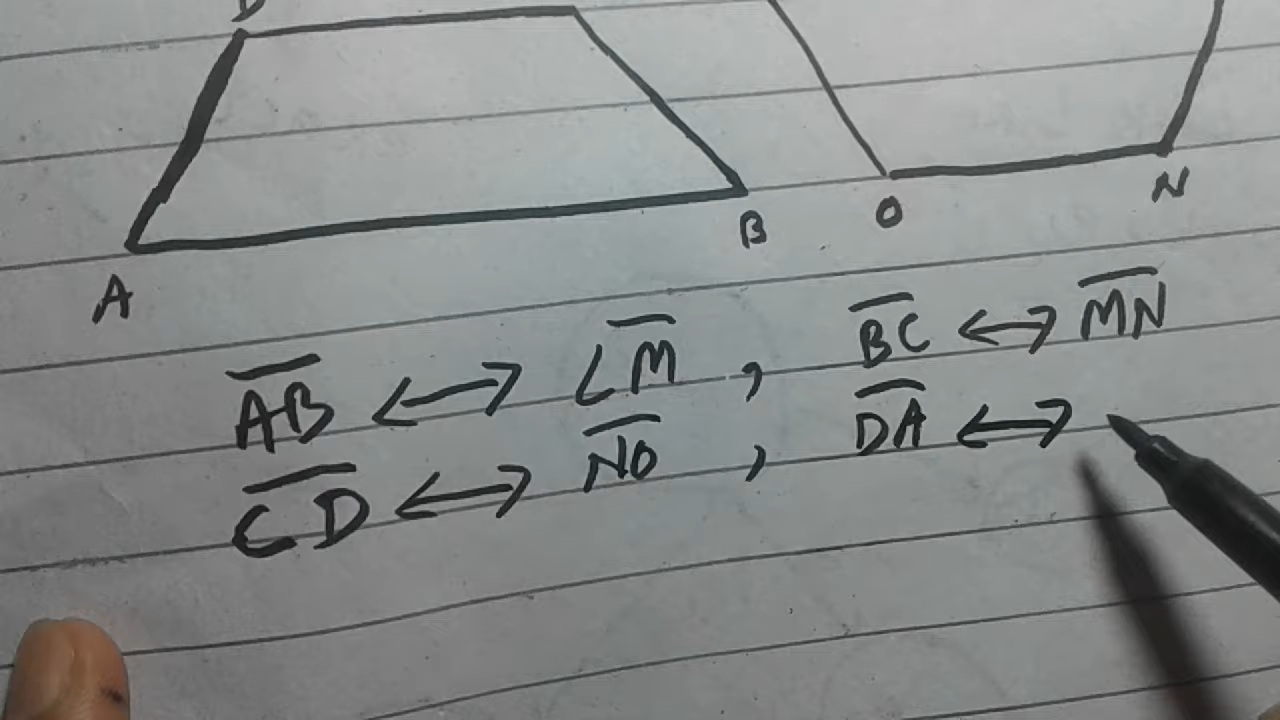 D
B
O
N
A
AB ↔ LM , BC ↔ MN
CD ↔ NO , DA ↔